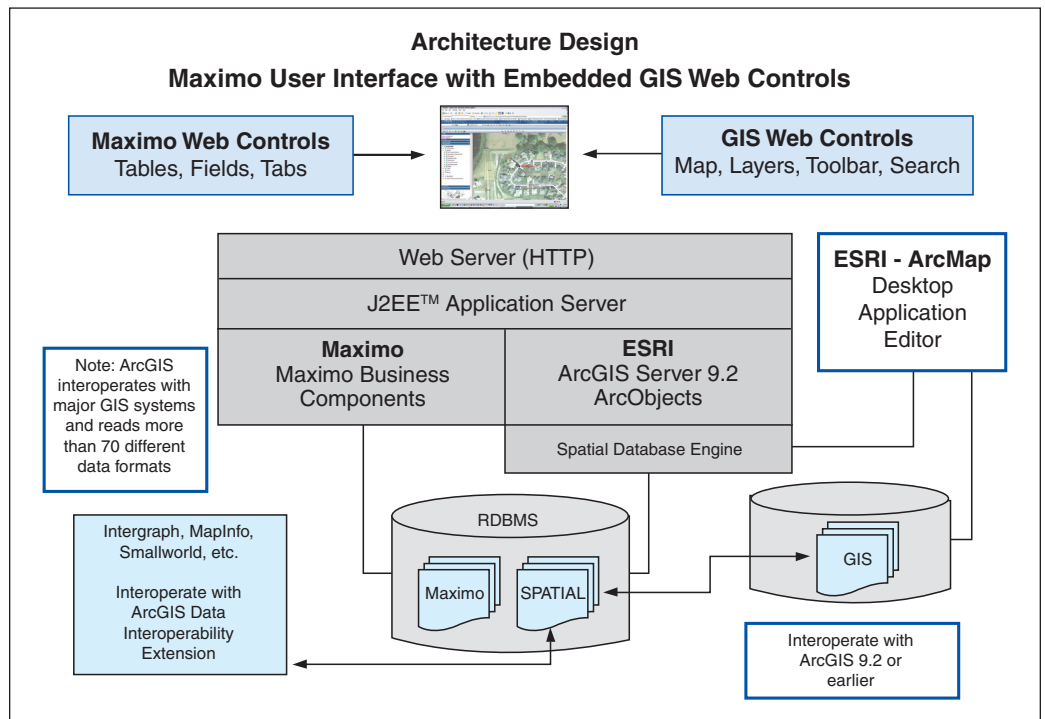 Architecture Design
Maximo User Interface with Embedded GIS Web Controls
Maximo Web Controls
Tables, Fields, Tabs
GIS Web Controls
Map, Layers, Toolbar, Search
Web Server (HTTP)
J2EE™ Application Server
Maximo
Maximo Business
Components
ESRI
ArcGIS Server 9.2
ArcObjects
Spatial Database Engine
ESRI - ArcMap
Desktop
Application
Editor
Note: ArcGIS
interoperates with
major GIS systems
and reads more
than 70 different
data formats
RDBMS
Maximo
SPATIAL
GIS
Intergraph, MapInfo,
Smallworld, etc.
Interoperate with
ArcGIS Data
Interoperability
Extension
Interoperate with
ArcGIS 9.2 or
earlier